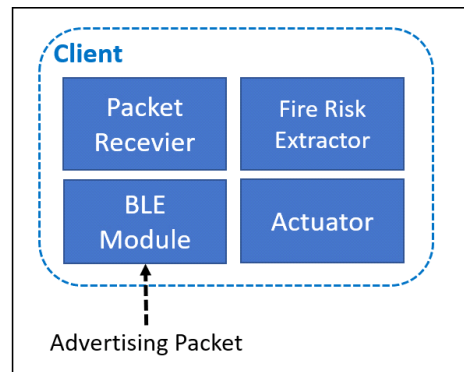 Client
Packet
Recevier
Fire Risk
Extractor
BLE
Module
Actuator
Advertising Packet